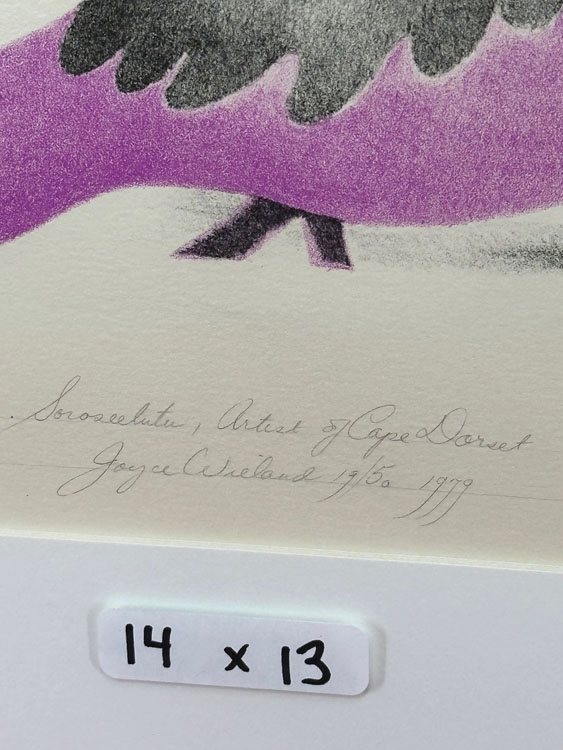 . Soroseelutu, Artist of Cape Dorset
Joyce Wieland 19/50 1979
14 x 13